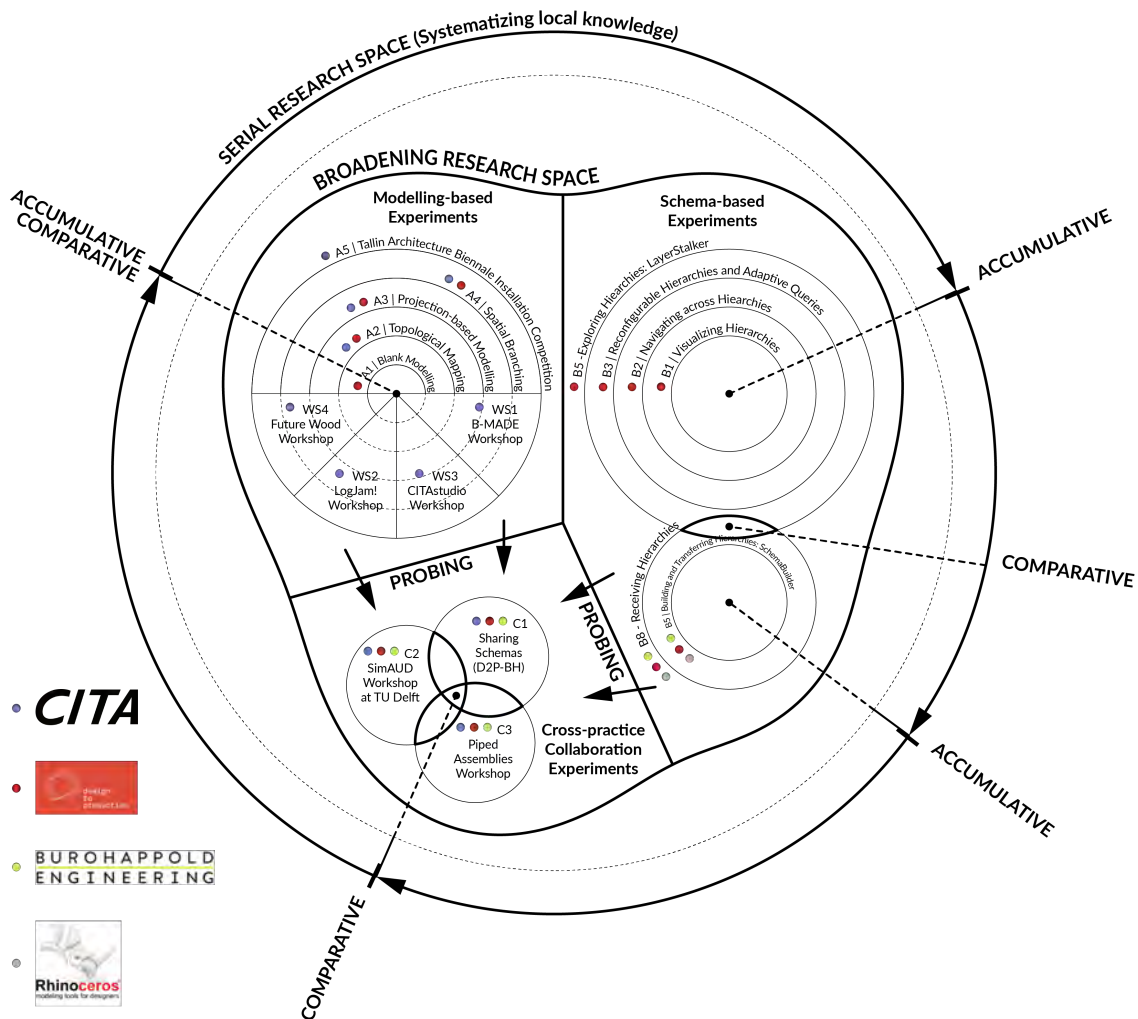 SERIAL RESEARCH SPACE (Systematizing local knowledge)
BROADENING RESEARCH SPACE
ACCUMULATIVE
COMPARATIVE
Modelling-based
Experiments
A5 | Tallin Architecture Biennale Installation Competition
A4 | Spatial Branching
A3 | Projection-based Modelling
A2 | Topological Mapping
A1 | Blank Modelling
WS4
Future Wood
Workshop
WS1
B-MADE
Workshop
WS2
LogJam!
Workshop
WS3
CITAstudio
Workshop
Schema-based
Experiments
B5 - Exploring Hiearchies: LayerStalker
B3 | Reconfigurable Hierarchies and Adaptive Queries
B2 | Navigating across Hiearchies
B1 | Visualizing Hierarchies
ACCUMULATIVE
COMPARATIVE
B8 - Receiving Hierarchies
B5 | Building and Transferring Hierarchies: SchemaBuilder
ACCUMULATIVE
PROBING
PROBING
C1
Sharing
Schemas
(D2P-BH)
C2
SimAUD
Workshop
at TU Delft
C3
Piped
Assemblies
Workshop
Cross-practice
Collaboration
Experiments
COMPARATIVE
CITA
design
to
production
BUROHAPPOLD
ENGINEERING
Rhinoceros
modeling tools for designers